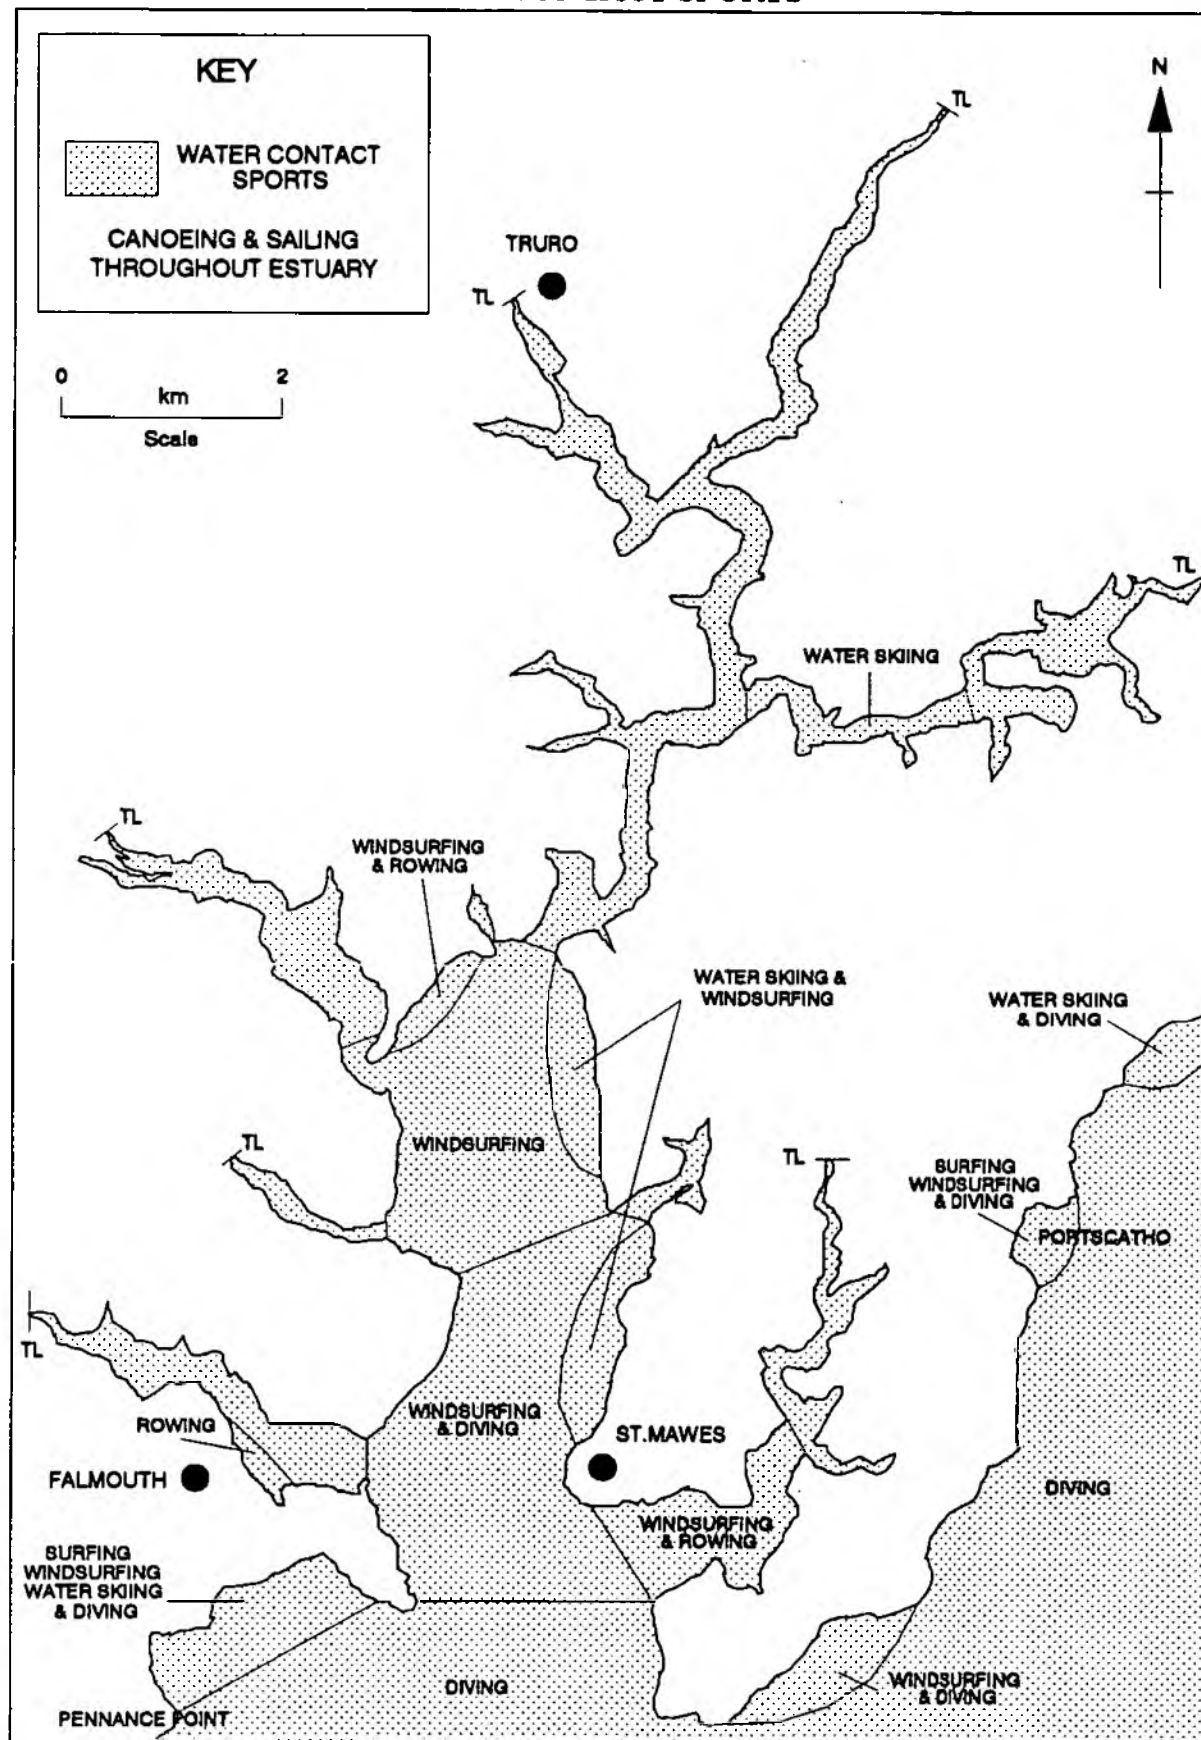 KEY
WATER CONTACT
SPORTS
CANOEING & SAILING
THROUGHOUT ESTUARY
N
TL
TRURO
TL
0
2
km
Scale
TL
WATER SKIING
TL
WINDSURFING
& ROWING
WATER SKIING &
WINDSURFING
WATER SKIING
& DIVING
TL
WINDSURFING
TL
SURFING
WINDSURFING
& DIVING
PORTSCATHO
TL
ROWING
WINDSURFING
& DIVING
ST.MAWES
FALMOUTH
DIVING
WINDSURFING
& ROWING
SURFING
WINDSURFING
WATER SKIING
& DIVING
DIVING
WINDSURFING
& DIVING
PENNANCE POINT